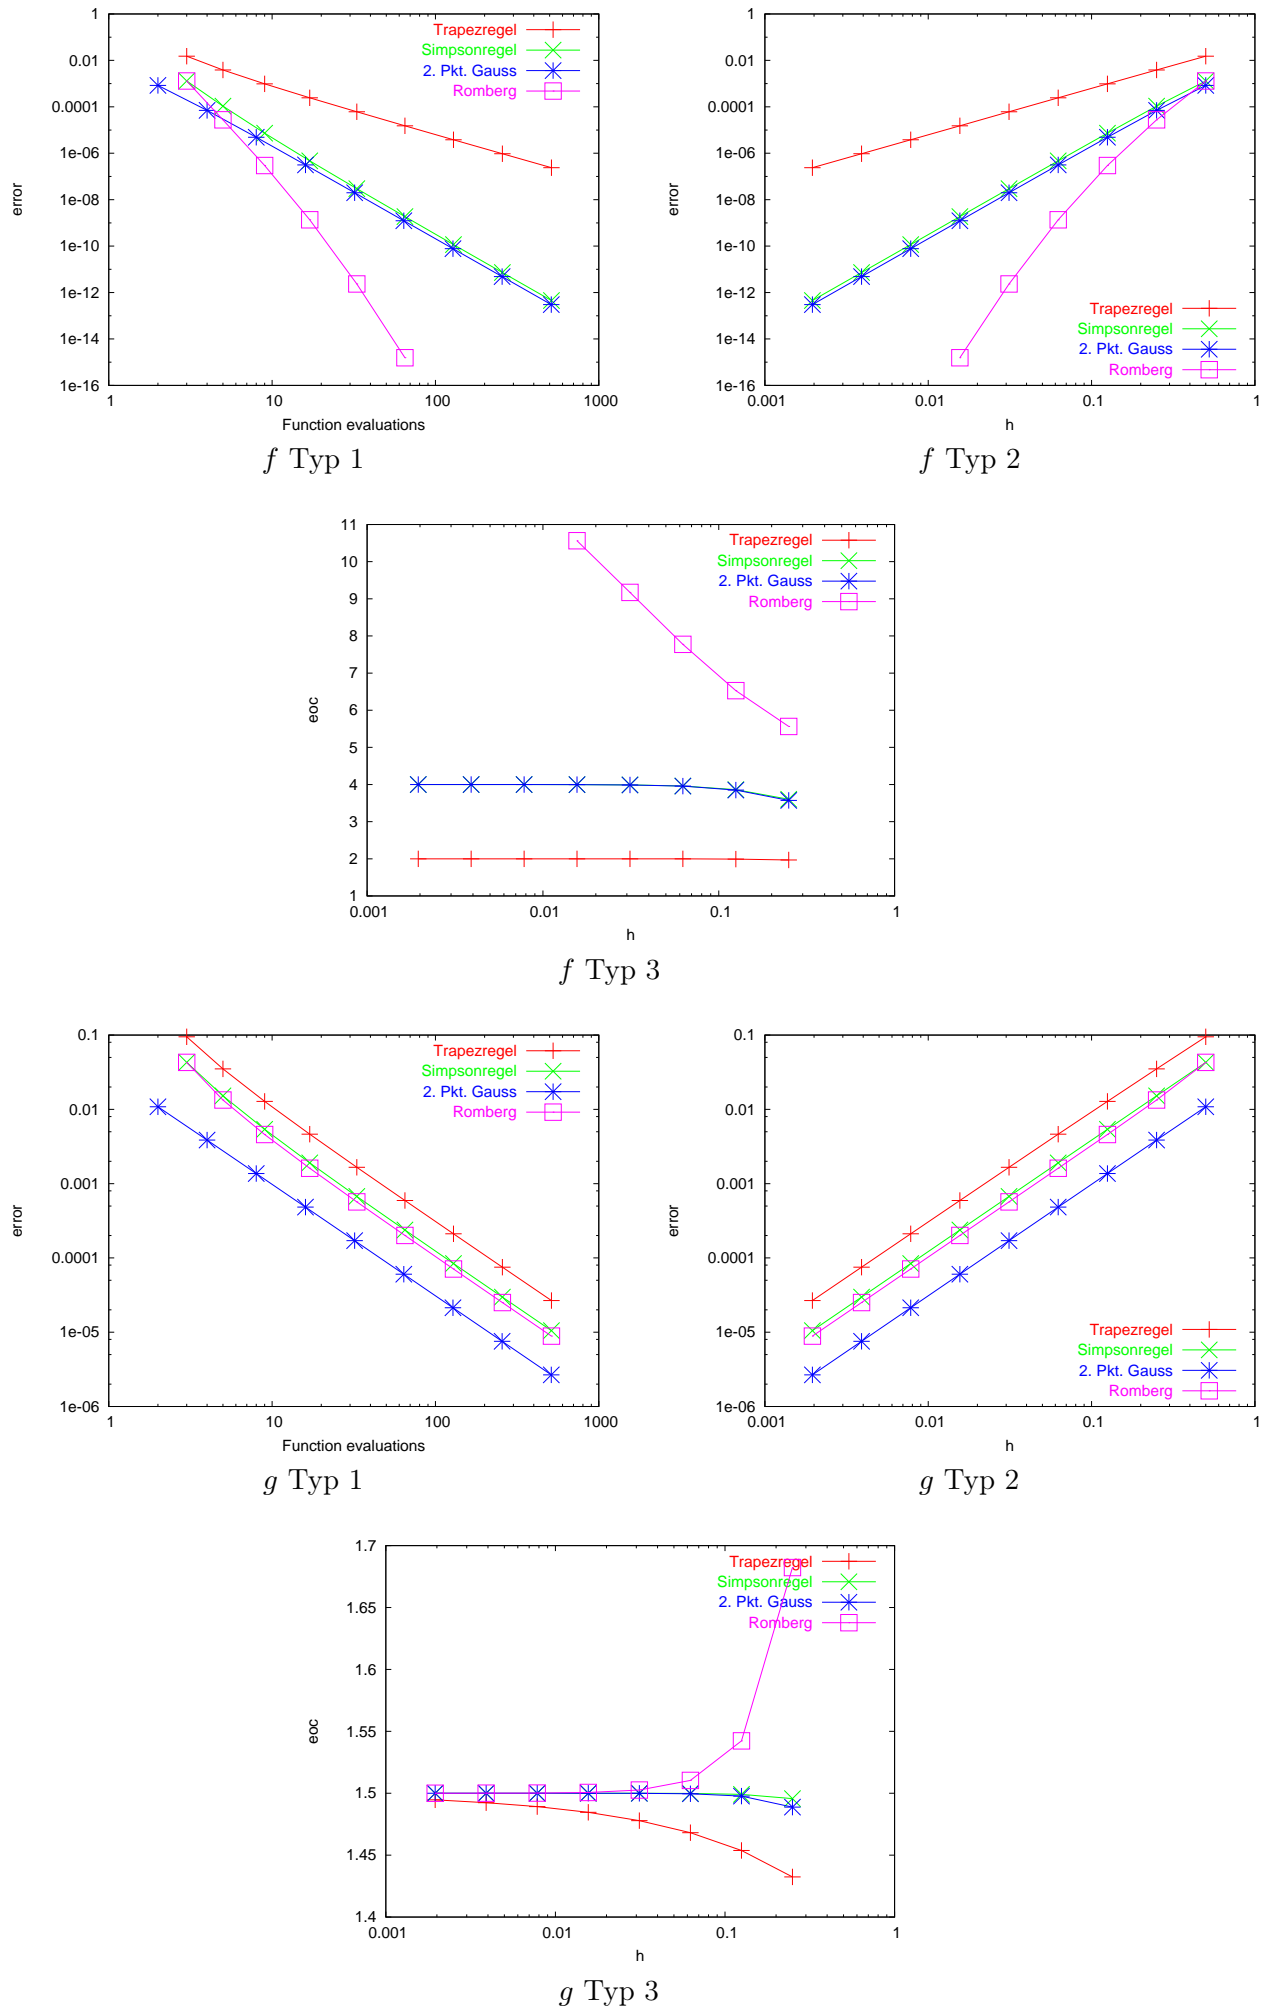 1
0.01
0.0001
1e-06
1e-08
1e-10
1e-12
1e-14
1e-16
1 10 100 1000
error
Function evaluations
Trapezregel
Simpsonregel
2. Pkt. Gauss
Romberg
f Typ 1
1
0.01
0.0001
1e-06
1e-08
1e-10
1e-12
1e-14
1e-16
0.001 0.01 0.1 1
error
h
Trapezregel
Simpsonregel
2. Pkt. Gauss
Romberg
f Typ 2
11
10
9
8
7
6
5
4
3
2
1
0.001 0.01 0.1 1
eoc
h
Trapezregel
Simpsonregel
2. Pkt. Gauss
Romberg
f Typ 3
0.1
0.01
0.001
0.0001
1e-05
1e-06
1 10 100 1000
error
Function evaluations
Trapezregel
Simpsonregel
2. Pkt. Gauss
Romberg
g Typ 1
0.1
0.01
0.001
0.0001
1e-05
1e-06
0.001 0.01 0.1 1
error
h
Trapezregel
Simpsonregel
2. Pkt. Gauss
Romberg
g Typ 2
1.7
1.65
1.6
1.55
1.5
1.45
1.4
0.001 0.01 0.1 1
eoc
h
Trapezregel
Simpsonregel
2. Pkt. Gauss
Romberg
g Typ 3